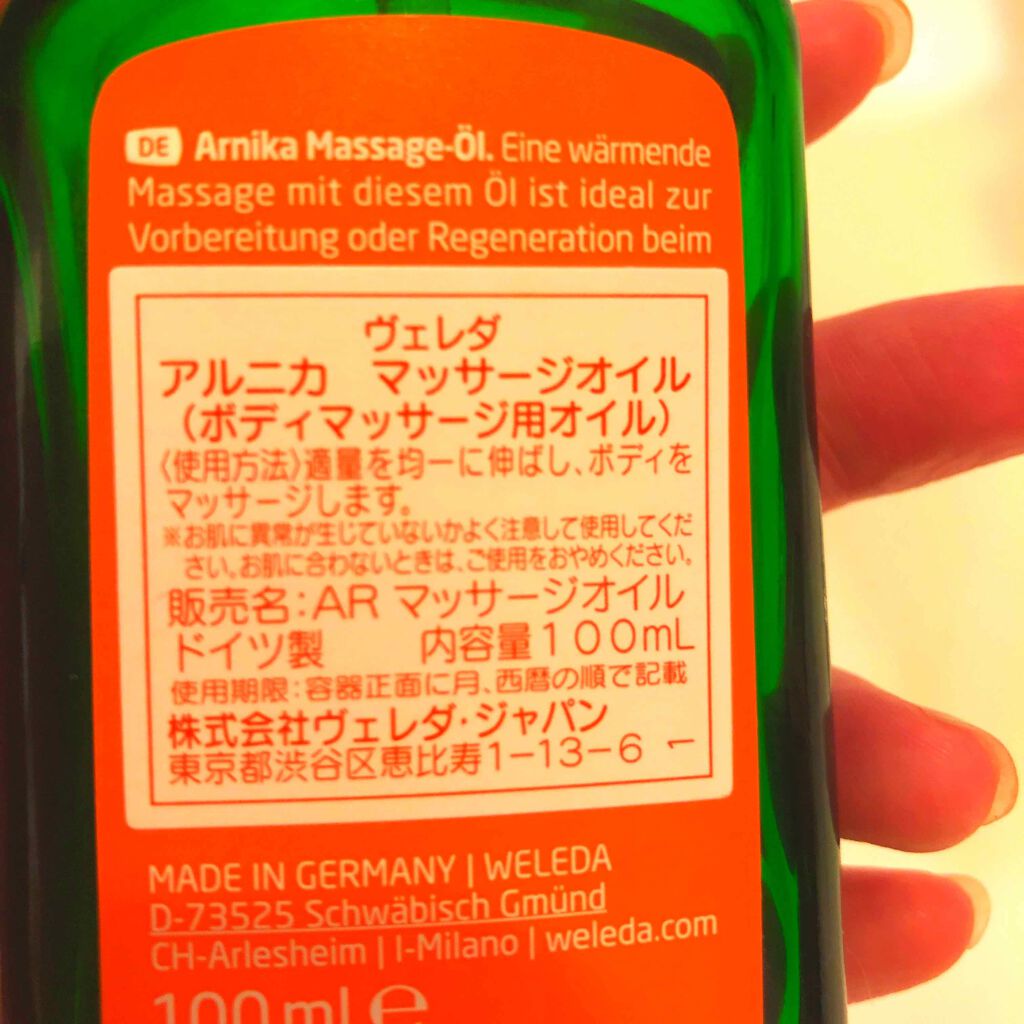 DE Arnika Massage-Öl. Eine wärmende
Massage mit diesem Öl ist ideal zur
Vorbereitung oder Regeneration beim
ヴェレダ
アルニカ　マッサージオイル
（ボディマッサージ用オイル）
〈使用方法〉適量を均一に伸ばし、ボディを
マッサージします。
※お肌に異常が生じていないかよく注意して使用してくだ
さい。お肌に合わないときは、ご使用をおやめください。
販売名：AR マッサージオイル
ドイツ製　内容量１００mL
使用期限：容器正面に月、西暦の順で記載
株式会社ヴェレダ・ジャパン
東京都渋谷区恵比寿1−13−6 1
MADE IN GERMANY | WELEDA
D-73525 Schwäbisch Gmünd
CH-Arlesheim | I-Milano | weleda.com
100 ml ℮